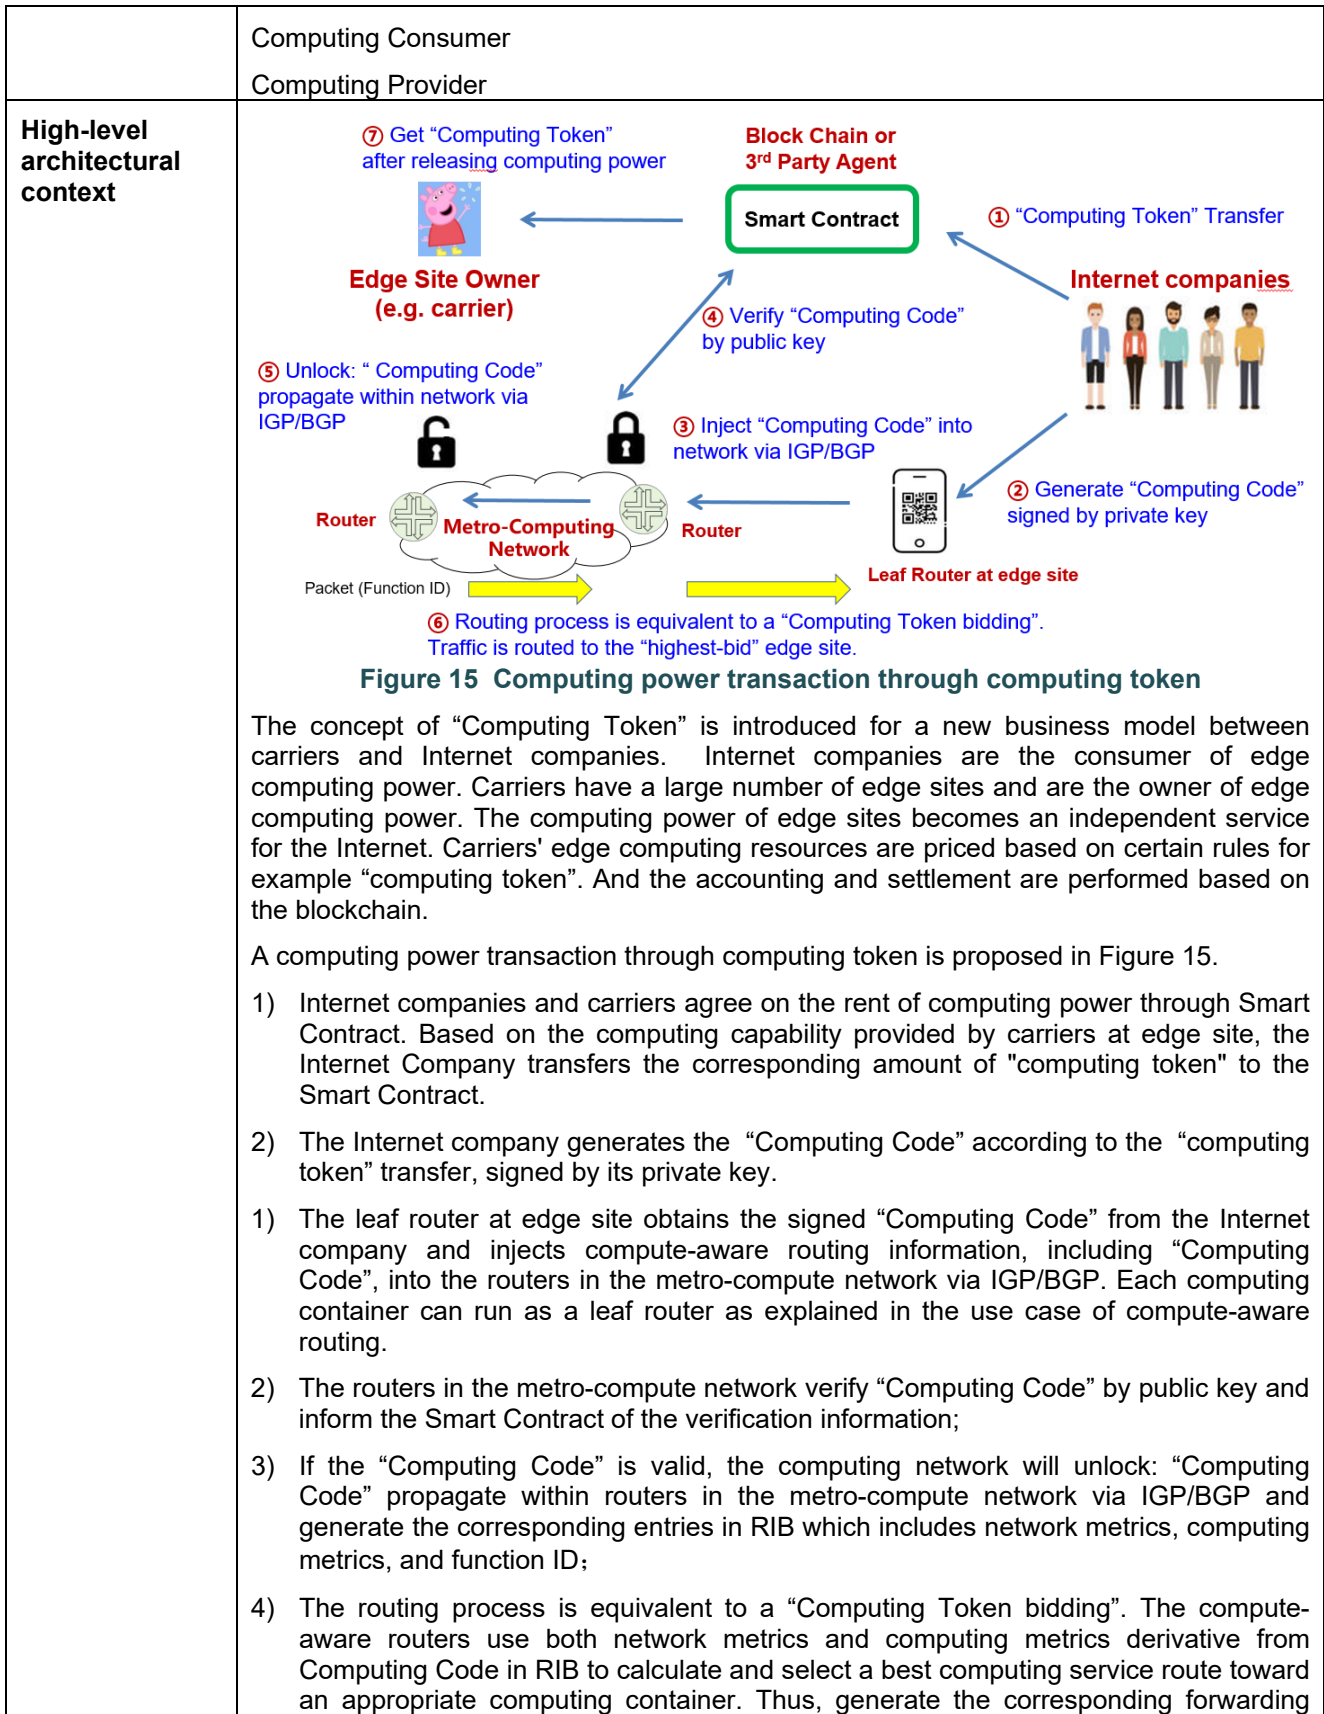 Computing Consumer
Computing Provider
High-level
architectural
context
⑦ Get “Computing Token”
after releasing computing power
Block Chain or
3rd Party Agent
Smart Contract
① “Computing Token” Transfer
Edge Site Owner
(e.g. carrier)
Internet companies
④ Verify “Computing Code”
by public key
⑤ Unlock: “ Computing Code”
propagate within network via
IGP/BGP
③ Inject “Computing Code” into
network via IGP/BGP
② Generate “Computing Code”
signed by private key
Router
Metro-Computing
Network
Router
Leaf Router at edge site
Packet (Function ID)
⑥ Routing process is equivalent to a “Computing Token bidding”.
Traffic is routed to the “highest-bid” edge site.
Figure 15 Computing power transaction through computing token
The concept of “Computing Token” is introduced for a new business model between
carriers and Internet companies. Internet companies are the consumer of edge
computing power. Carriers have a large number of edge sites and are the owner of edge
computing power. The computing power of edge sites becomes an independent service
for the Internet. Carriers' edge computing resources are priced based on certain rules for
example “computing token”. And the accounting and settlement are performed based on
the blockchain.
A computing power transaction through computing token is proposed in Figure 15.
1) Internet companies and carriers agree on the rent of computing power through Smart
Contract. Based on the computing capability provided by carriers at edge site, the
Internet Company transfers the corresponding amount of "computing token" to the
Smart Contract.
2) The Internet company generates the “Computing Code” according to the “computing
token” transfer, signed by its private key.
1) The leaf router at edge site obtains the signed “Computing Code” from the Internet
company and injects compute-aware routing information, including “Computing
Code”, into the routers in the metro-compute network via IGP/BGP. Each computing
container can run as a leaf router as explained in the use case of compute-aware
routing.
2) The routers in the metro-compute network verify “Computing Code” by public key and
inform the Smart Contract of the verification information;
3) If the “Computing Code” is valid, the computing network will unlock: “Computing
Code” propagate within routers in the metro-compute network via IGP/BGP and
generate the corresponding entries in RIB which includes network metrics, computing
metrics, and function ID；
4) The routing process is equivalent to a “Computing Token bidding”. The compute-
aware routers use both network metrics and computing metrics derivative from
Computing Code in RIB to calculate and select a best computing service route toward
an appropriate computing container. Thus, generate the corresponding forwarding